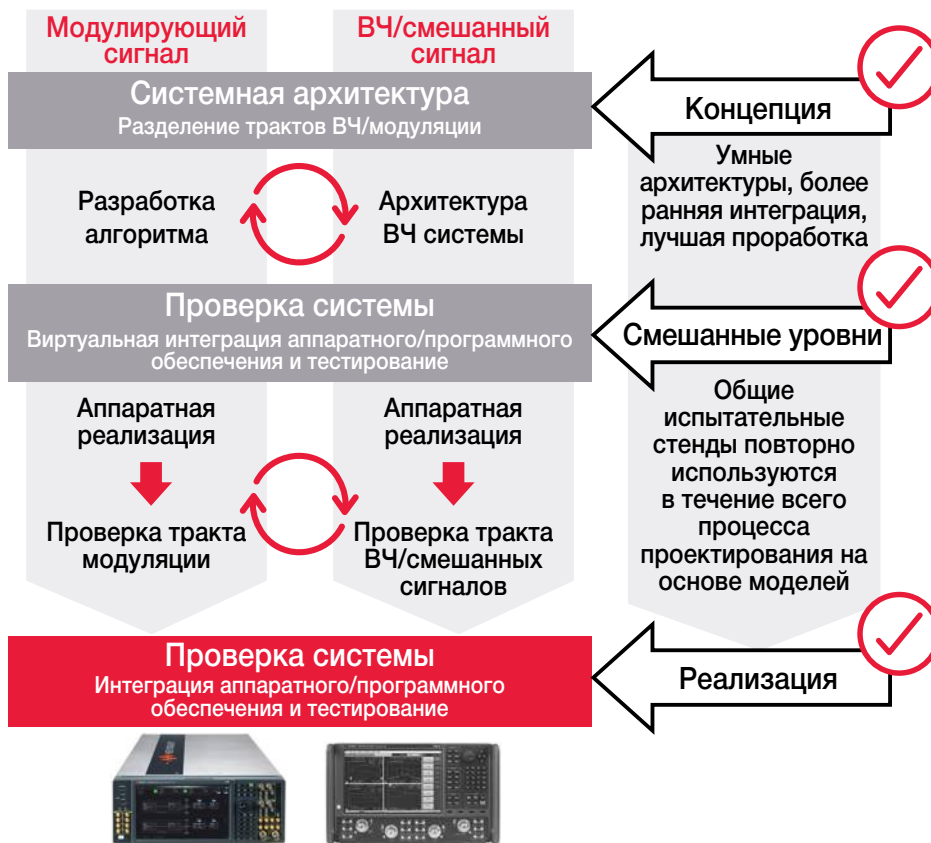 Модулирующий
сигнал
ВЧ/смешанный
сигнал
Системная архитектура
Разделение трактов ВЧ/модуляции
Концепция
Разработка
алгоритма
Архитектура
ВЧ системы
Умные
архитектуры, более
ранняя интеграция,
лучшая проработка
Проверка системы
Виртуальная интеграция аппаратного/программного
обеспечения и тестирование
Смешанные уровни
Аппаратная
реализация
Аппаратная
реализация
Проверка тракта
модуляции
Проверка тракта
ВЧ/смешанных
сигналов
Общие
испытательные
стенды повторно
используются
в течение всего
процесса
проектирования на
основе моделей
Проверка системы
Интеграция аппаратного/программного
обеспечения и тестирование
Реализация